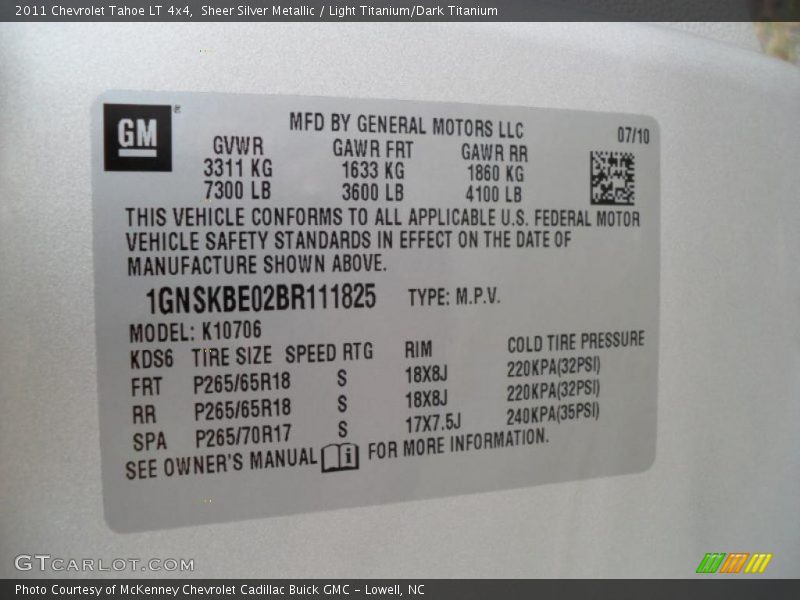 2011 Chevrolet Tahoe LT 4x4, Sheer Silver Metallic / Light Titanium/Dark Titanium
GM
MFD BY GENERAL MOTORS LLC 07/10
GVWR GAWR FRT GAWR RR
3311 KG 1633 KG 1860 KG
7300 LB 3600 LB 4100 LB
THIS VEHICLE CONFORMS TO ALL APPLICABLE U.S. FEDERAL MOTOR
VEHICLE SAFETY STANDARDS IN EFFECT ON THE DATE OF
MANUFACTURE SHOWN ABOVE.
1GNSKBE02BR111825 TYPE: M.P.V.
MODEL: K10706
KDS6 TIRE SIZE SPEED RTG RIM COLD TIRE PRESSURE
FRT P265/65R18 S 18X8J 220KPA(32PSI)
RR P265/65R18 S 18X8J 220KPA(32PSI)
SPA P265/70R17 S 17X7.5J 240KPA(35PSI)
SEE OWNER'S MANUAL i FOR MORE INFORMATION.
GTCARLOT.COM
Photo Courtesy of McKenney Chevrolet Cadillac Buick GMC - Lowell, NC